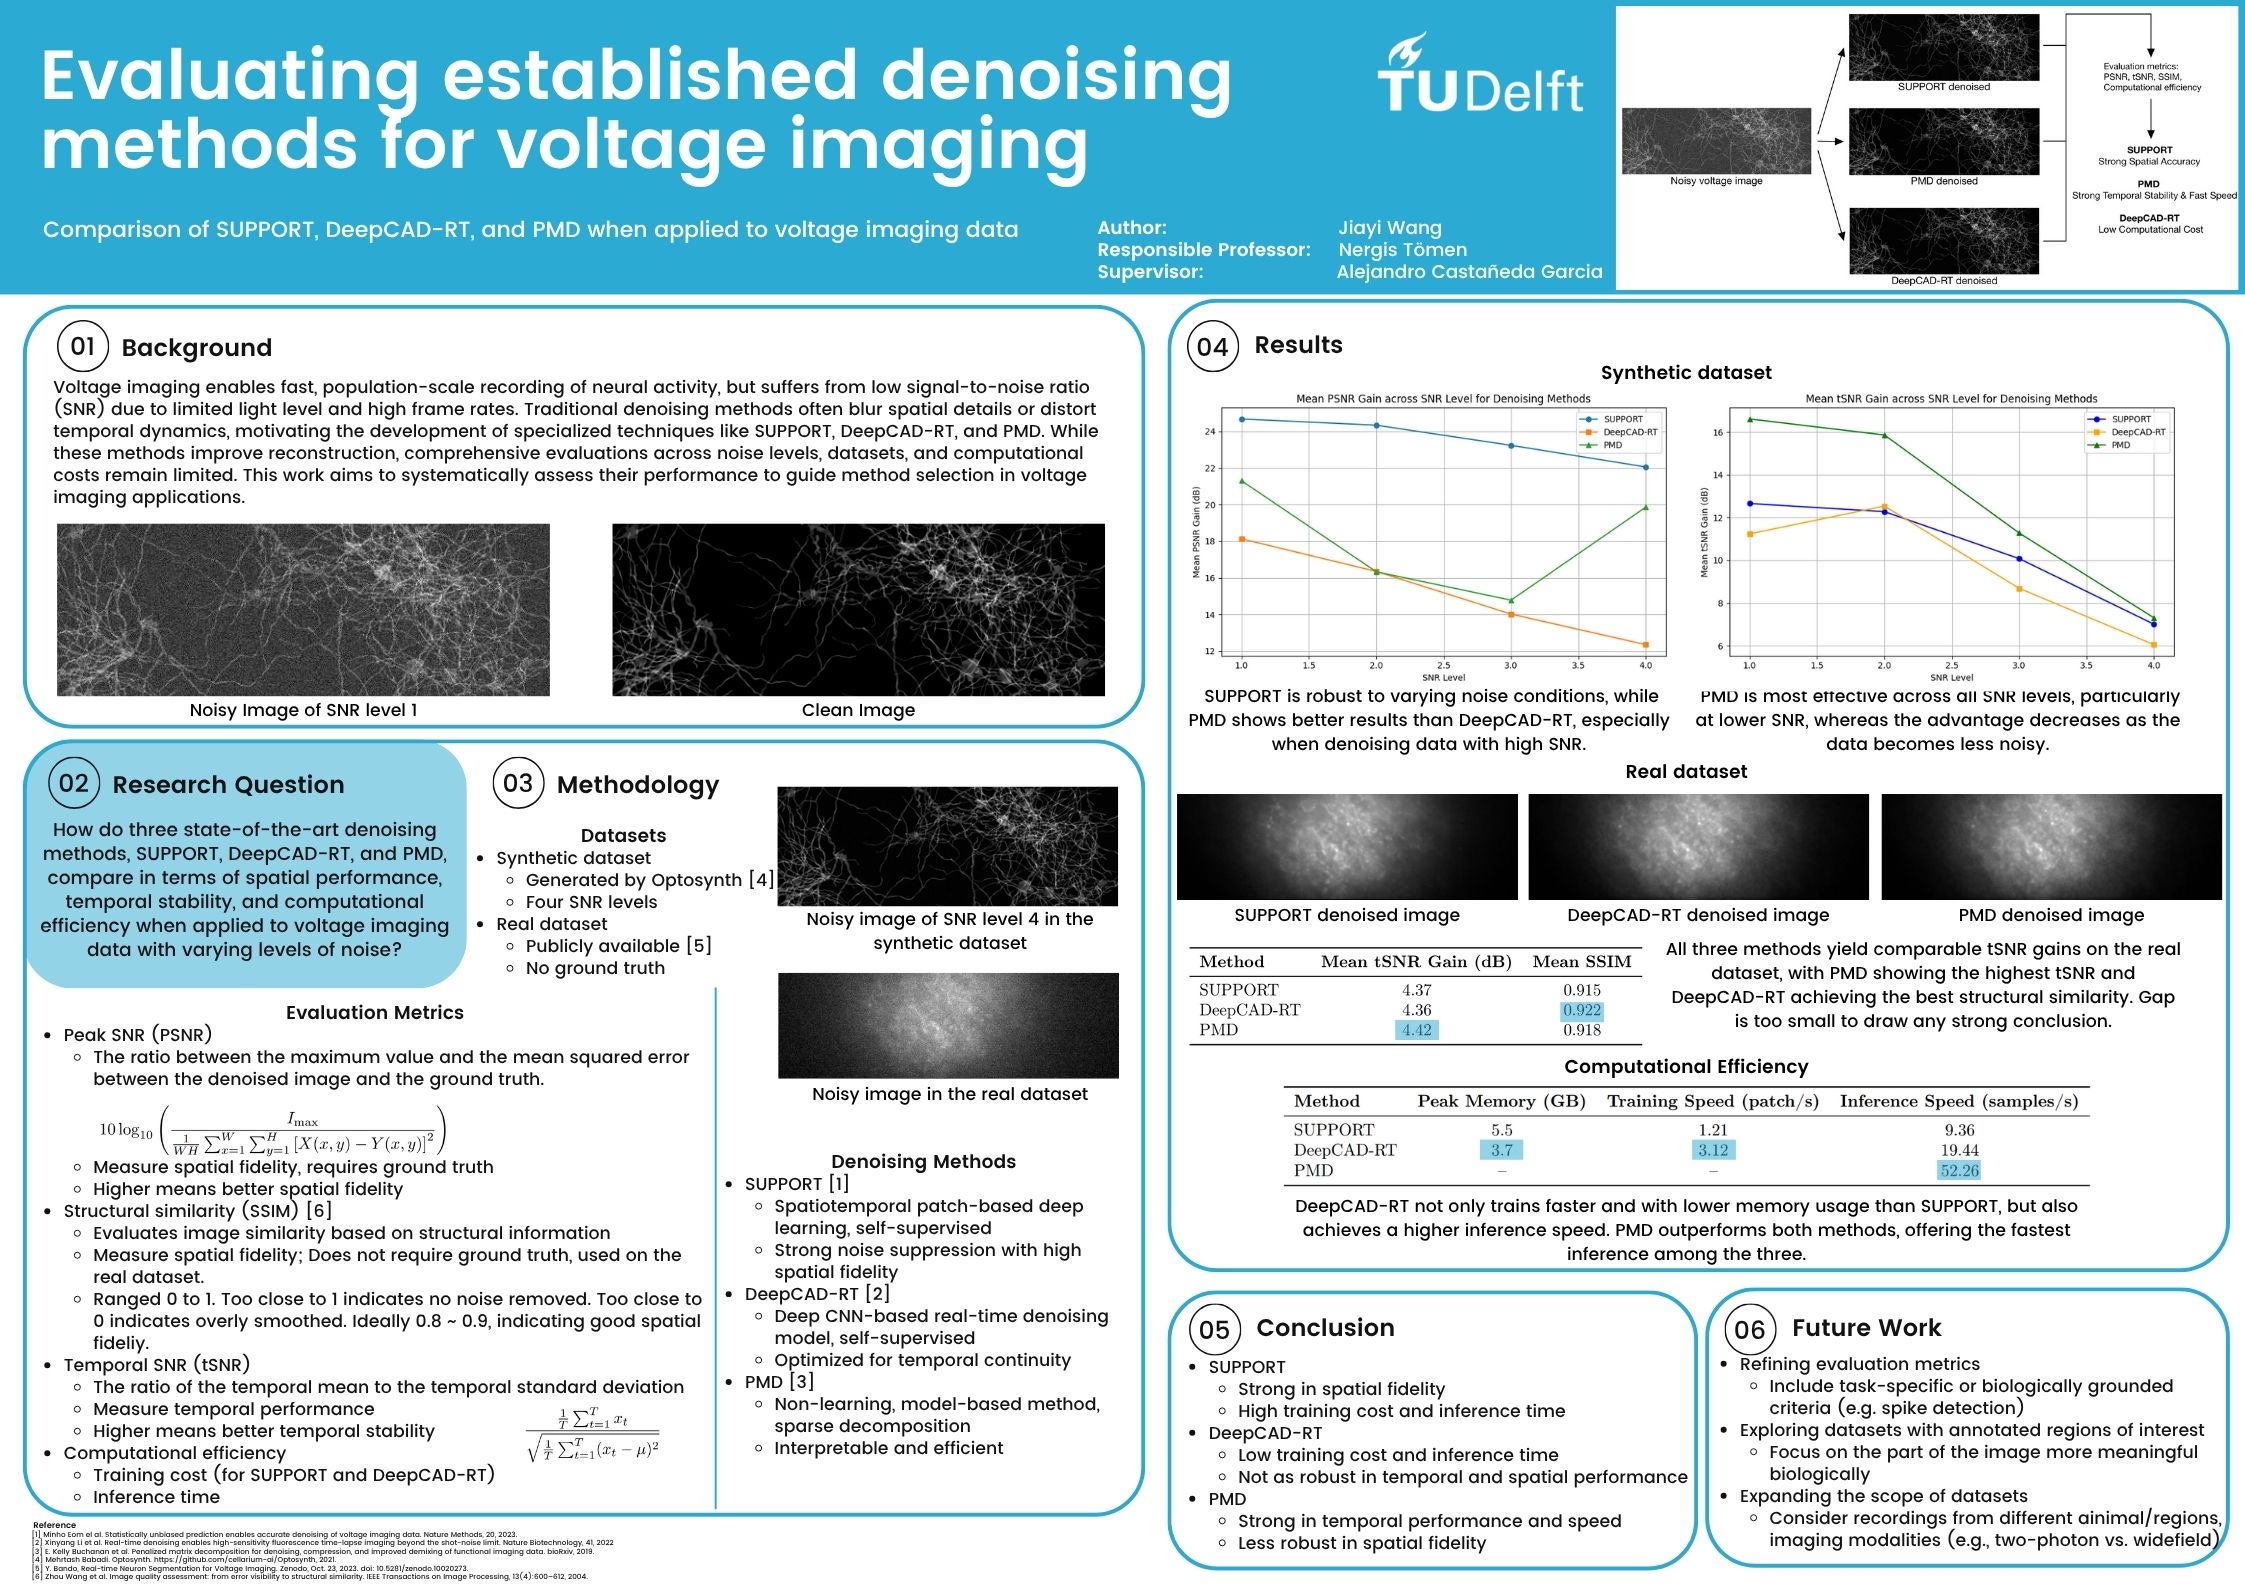 Evaluating established denoising
methods for voltage imaging
Comparison of SUPPORT, DeepCAD-RT, and PMD when applied to voltage imaging data
Author: Jiayi Wang
Responsible Professor: Nergis Tömen
Supervisor: Alejandro Castañeda Garcia
TUDelft
Noisy voltage image
SUPPORT denoised
PMD denoised
DeepCAD-RT denoised
Evaluation metrics:
PSNR, tSNR, SSIM,
Computational efficiency
SUPPORT
Strong Spatial Accuracy
PMD
Strong Temporal Stability & Fast Speed
DeepCAD-RT
Low Computational Cost
01 Background
Voltage imaging enables fast, population-scale recording of neural activity, but suffers from low signal-to-noise ratio
(SNR) due to limited light level and high frame rates. Traditional denoising methods often blur spatial details or distort
temporal dynamics, motivating the development of specialized techniques like SUPPORT, DeepCAD-RT, and PMD. While
these methods improve reconstruction, comprehensive evaluations across noise levels, datasets, and computational
costs remain limited. This work aims to systematically assess their performance to guide method selection in voltage
imaging applications.
Noisy Image of SNR level 1
Clean Image
02 Research Question
How do three state-of-the-art denoising
methods, SUPPORT, DeepCAD-RT, and PMD,
compare in terms of spatial performance,
temporal stability, and computational
efficiency when applied to voltage imaging
data with varying levels of noise?
03 Methodology
Datasets
• Synthetic dataset
◦ Generated by Optosynth [4]
◦ Four SNR levels
• Real dataset
◦ Publicly available [5]
◦ No ground truth
Noisy image of SNR level 4 in the
synthetic dataset
Noisy image in the real dataset
Evaluation Metrics
• Peak SNR (PSNR)
◦ The ratio between the maximum value and the mean squared error
between the denoised image and the ground truth.
10 log₁₀ ( I_max / ( 1/WH ∑_{x=1}^{W} ∑_{y=1}^{H} [X(x, y) − Y(x, y)]² ) )
◦ Measure spatial fidelity, requires ground truth
◦ Higher means better spatial fidelity
• Structural similarity (SSIM) [6]
◦ Evaluates image similarity based on structural information
◦ Measure spatial fidelity; Does not require ground truth, used on the
real dataset.
◦ Ranged 0 to 1. Too close to 1 indicates no noise removed. Too close to
0 indicates overly smoothed. Ideally 0.8 ~ 0.9, indicating good spatial
fideliy.
• Temporal SNR (tSNR)
◦ The ratio of the temporal mean to the temporal standard deviation
◦ Measure temporal performance
◦ Higher means better temporal stability
( 1/T ∑_{t=1}^{T} x_t ) / √( 1/T ∑_{t=1}^{T} (x_t − μ)² )
• Computational efficiency
◦ Training cost (for SUPPORT and DeepCAD-RT)
◦ Inference time
Denoising Methods
• SUPPORT [1]
◦ Spatiotemporal patch-based deep
learning, self-supervised
◦ Strong noise suppression with high
spatial fidelity
• DeepCAD-RT [2]
◦ Deep CNN-based real-time denoising
model, self-supervised
◦ Optimized for temporal continuity
• PMD [3]
◦ Non-learning, model-based method,
sparse decomposition
◦ Interpretable and efficient
Reference
[1] Minho Eom el al. Statistically unbiased prediction enables accurate denoising of voltage imaging data. Nature Methods, 20, 2023.
[2] Xinyang Li et al. Real-time denoising enables high-sensitivity fluorescence time-lapse imaging beyond the shot-noise limit. Nature Biotechnology, 41, 2022
[3] E. Kelly Buchanan et al. Penalized matrix decomposition for denoising, compression, and improved demixing of functional imaging data. bioRxiv, 2019.
[4] Mehrtash Babadi. Optosynth. https://github.com/cellarium-ai/Optosynth, 2021.
[5] Y. Bando, Real-time Neuron Segmentation for Voltage Imaging. Zenodo, Oct. 23, 2023. doi: 10.5281/zenodo.10020273.
[6] Zhou Wang et al. Image quality assessment: from error visibility to structural similarity. IEEE Transactions on Image Processing, 13(4):600–612, 2004.
04 Results
Synthetic dataset
Mean PSNR Gain across SNR Level for Denoising Methods
SUPPORT
DeepCAD-RT
PMD
Mean PSNR Gain (dB)
24
22
20
18
16
14
12
1.0 1.5 2.0 2.5 3.0 3.5 4.0
SNR Level
Mean tSNR Gain across SNR Level for Denoising Methods
SUPPORT
DeepCAD-RT
PMD
Mean tSNR Gain (dB)
16
14
12
10
8
6
1.0 1.5 2.0 2.5 3.0 3.5 4.0
SNR Level
SUPPORT is robust to varying noise conditions, while
PMD shows better results than DeepCAD-RT, especially
when denoising data with high SNR.
PMD is most effective across all SNR levels, particularly
at lower SNR, whereas the advantage decreases as the
data becomes less noisy.
Real dataset
SUPPORT denoised image
DeepCAD-RT denoised image
PMD denoised image
Method Mean tSNR Gain (dB) Mean SSIM
SUPPORT 4.37 0.915
DeepCAD-RT 4.36 0.922
PMD 4.42 0.918
All three methods yield comparable tSNR gains on the real
dataset, with PMD showing the highest tSNR and
DeepCAD-RT achieving the best structural similarity. Gap
is too small to draw any strong conclusion.
Computational Efficiency
Method Peak Memory (GB) Training Speed (patch/s) Inference Speed (samples/s)
SUPPORT 5.5 1.21 9.36
DeepCAD-RT 3.7 3.12 19.44
PMD – – 52.26
DeepCAD-RT not only trains faster and with lower memory usage than SUPPORT, but also
achieves a higher inference speed. PMD outperforms both methods, offering the fastest
inference among the three.
05 Conclusion
• SUPPORT
◦ Strong in spatial fidelity
◦ High training cost and inference time
• DeepCAD-RT
◦ Low training cost and inference time
◦ Not as robust in temporal and spatial performance
• PMD
◦ Strong in temporal performance and speed
◦ Less robust in spatial fidelity
06 Future Work
• Refining evaluation metrics
◦ Include task-specific or biologically grounded
criteria (e.g. spike detection)
• Exploring datasets with annotated regions of interest
◦ Focus on the part of the image more meaningful
biologically
• Expanding the scope of datasets
◦ Consider recordings from different ainimal/regions,
imaging modalities (e.g., two-photon vs. widefield)